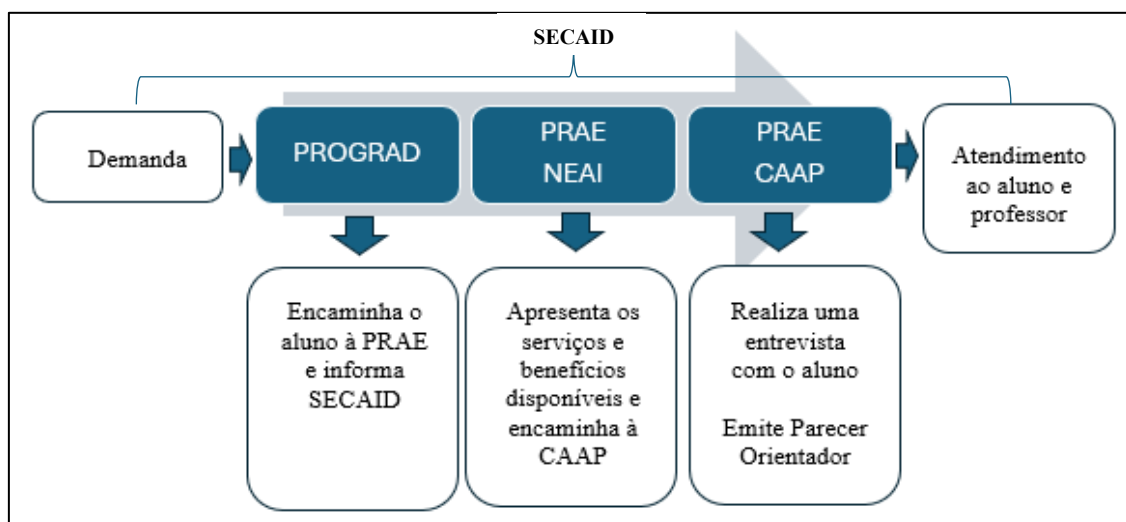 SECAID
Demanda
PROGRAD
PRAE
NEAI
PRAE
CAAP
Atendimento
ao aluno e
professor
Encaminha o
aluno à PRAE
e informa
SECAID
Apresenta os
serviços e
benefícios
disponíveis e
encaminha à
CAAP
Realiza uma
entrevista
com o aluno
Emite Parecer
Orientador